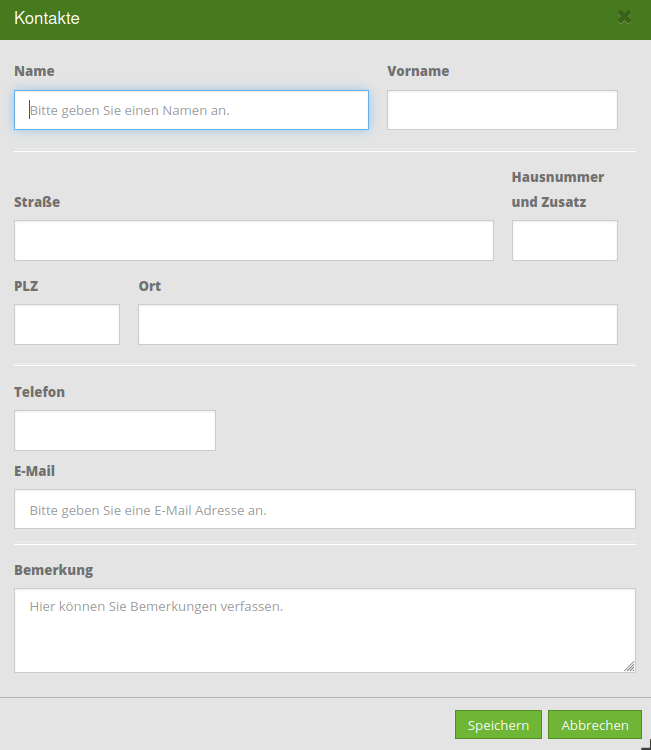 Kontakte
Name
Vorname
Bitte geben Sie einen Namen an.
Hausnummer
und Zusatz
Straße
PLZ
Ort
Telefon
E-Mail
Bitte geben Sie eine E-Mail Adresse an.
Bemerkung
Hier können Sie Bemerkungen verfassen.
Speichern
Abbrechen